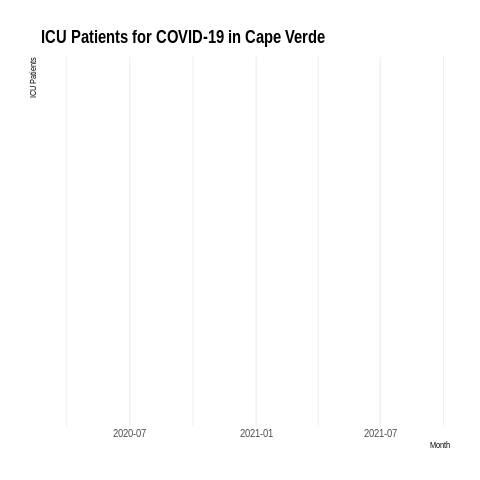 ICU Patients for COVID-19 in Cape Verde
ICU Patients
2020-07
2021-01
2021-07
Month